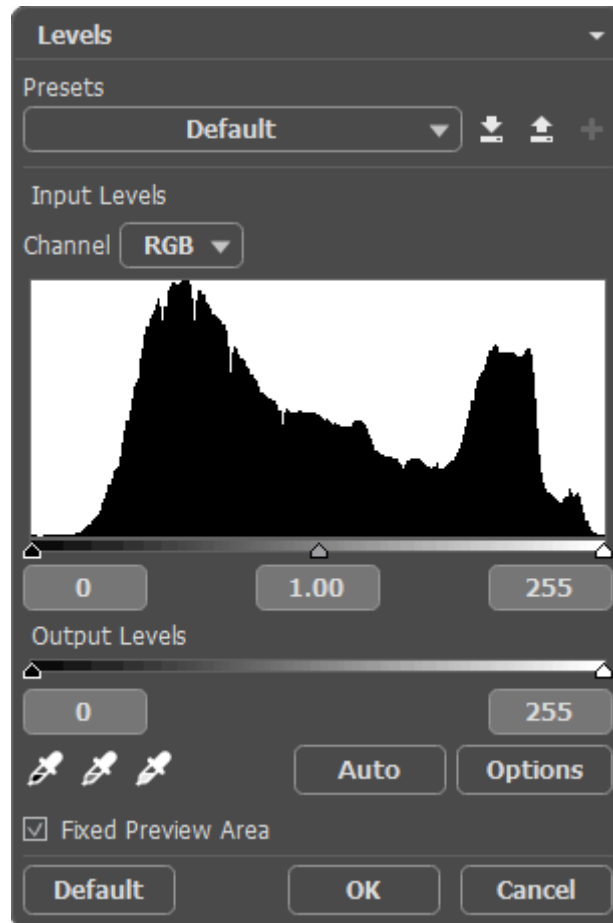 Levels
Presets
Default
Input Levels
Channel RGB
0 1.00 255
Output Levels
0 255
Auto Options
Fixed Preview Area
Default OK Cancel